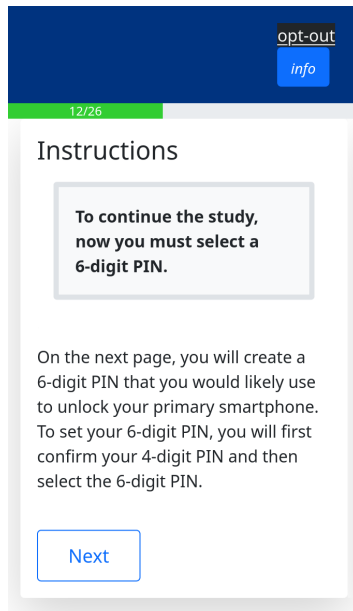 opt-out
info
12/26
Instructions
To continue the study,
now you must select a
6-digit PIN.
On the next page, you will create a
6-digit PIN that you would likely use
to unlock your primary smartphone.
To set your 6-digit PIN, you will first
confirm your 4-digit PIN and then
select the 6-digit PIN.
Next